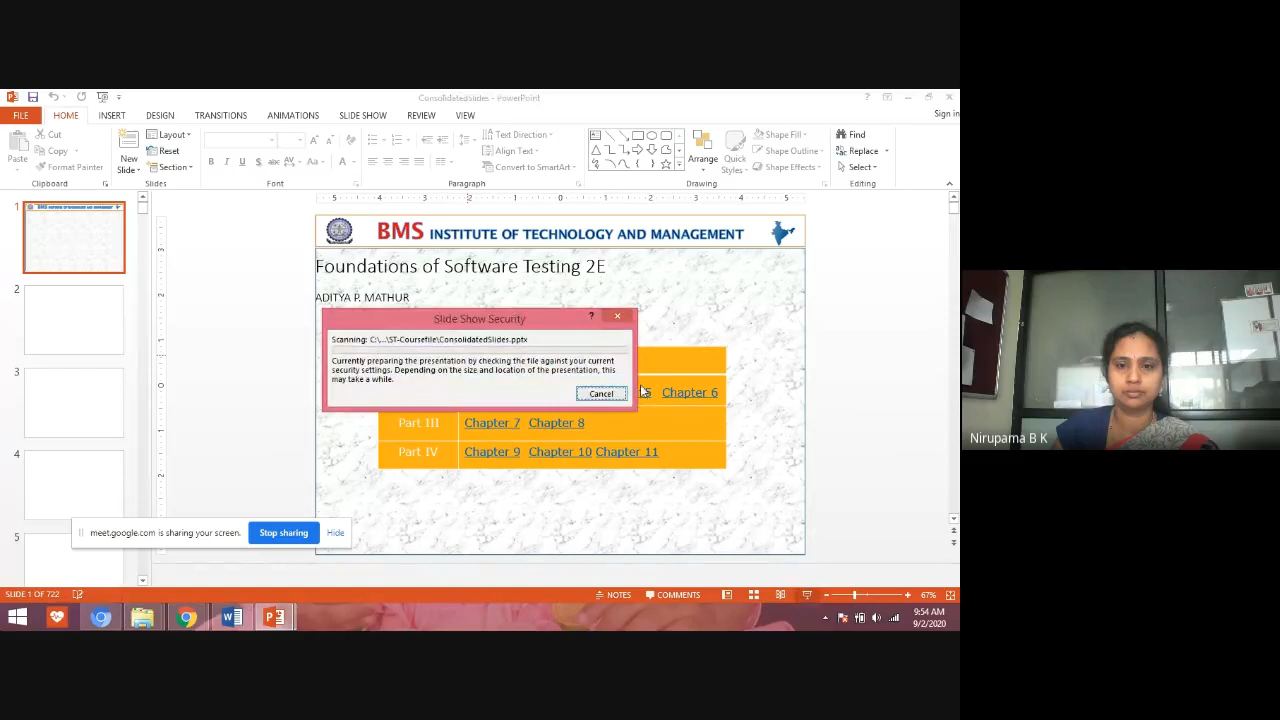 ConsolidatedSlides - PowerPoint
FILE HOME INSERT DESIGN TRANSITIONS ANIMATIONS SLIDE SHOW REVIEW VIEW Sign in
Paste
Cut
Copy
Format Painter
Clipboard
New Slide
Layout
Reset
Section
Slides
Font
Text Direction
Align Text
Convert to SmartArt
Paragraph
Arrange
Quick Styles
Shape Fill
Shape Outline
Shape Effects
Drawing
Find
Replace
Select
Editing
1
2
3
4
5
BMS INSTITUTE OF TECHNOLOGY AND MANAGEMENT
Foundations of Software Testing 2E
ADITYA P. MATHUR
Slide Show Security
Scanning: C:\...\ST-Coursefile\ConsolidatedSlides.pptx
Currently preparing the presentation by checking the file against your current
security settings. Depending on the size and location of the presentation, this
may take a while.
Cancel
Chapter 6
Part III Chapter 7 Chapter 8
Part IV Chapter 9 Chapter 10 Chapter 11
meet.google.com is sharing your screen. Stop sharing Hide
SLIDE 1 OF 722 NOTES COMMENTS 67%
9:54 AM
9/2/2020
Nirupama B K